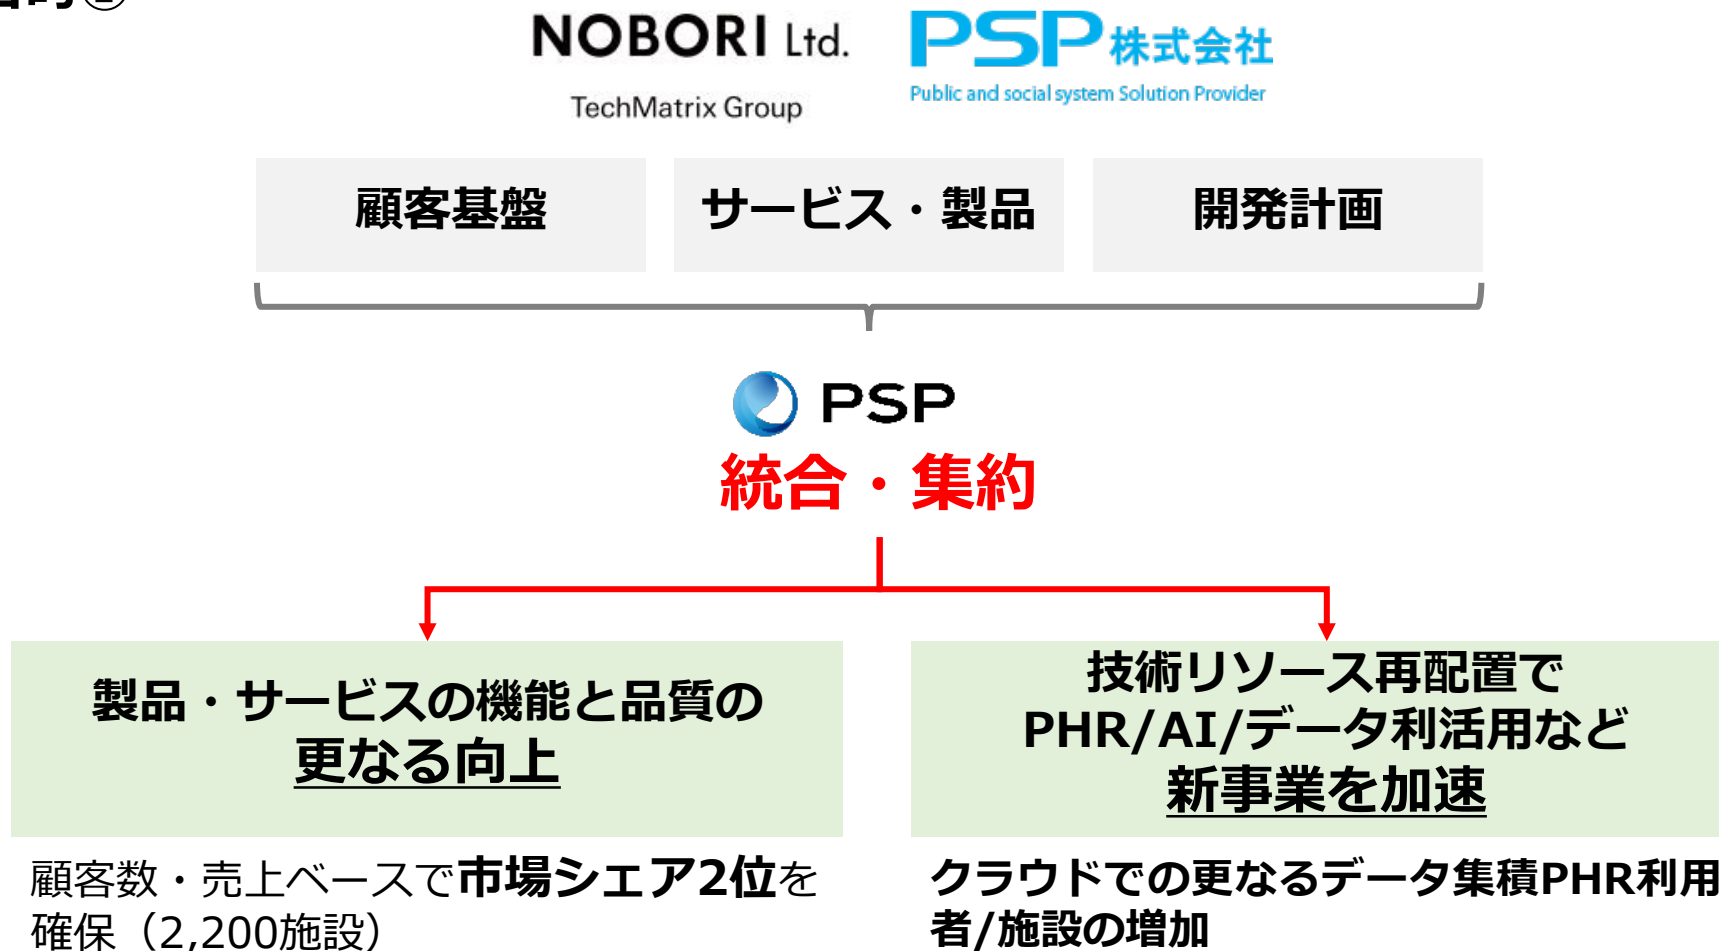 NOBORI Ltd.
TechMatrix Group
PSP株式会社
Public and social system Solution Provider
顧客基盤
サービス・製品
開発計画
PSP
統合・集約
製品・サービスの機能と品質の
更なる向上
技術リソース再配置で
PHR/AI/データ利活用など
新事業を加速
顧客数・売上ベースで市場シェア2位を
確保（2,200施設）
クラウドでの更なるデータ集積PHR利用
者/施設の増加